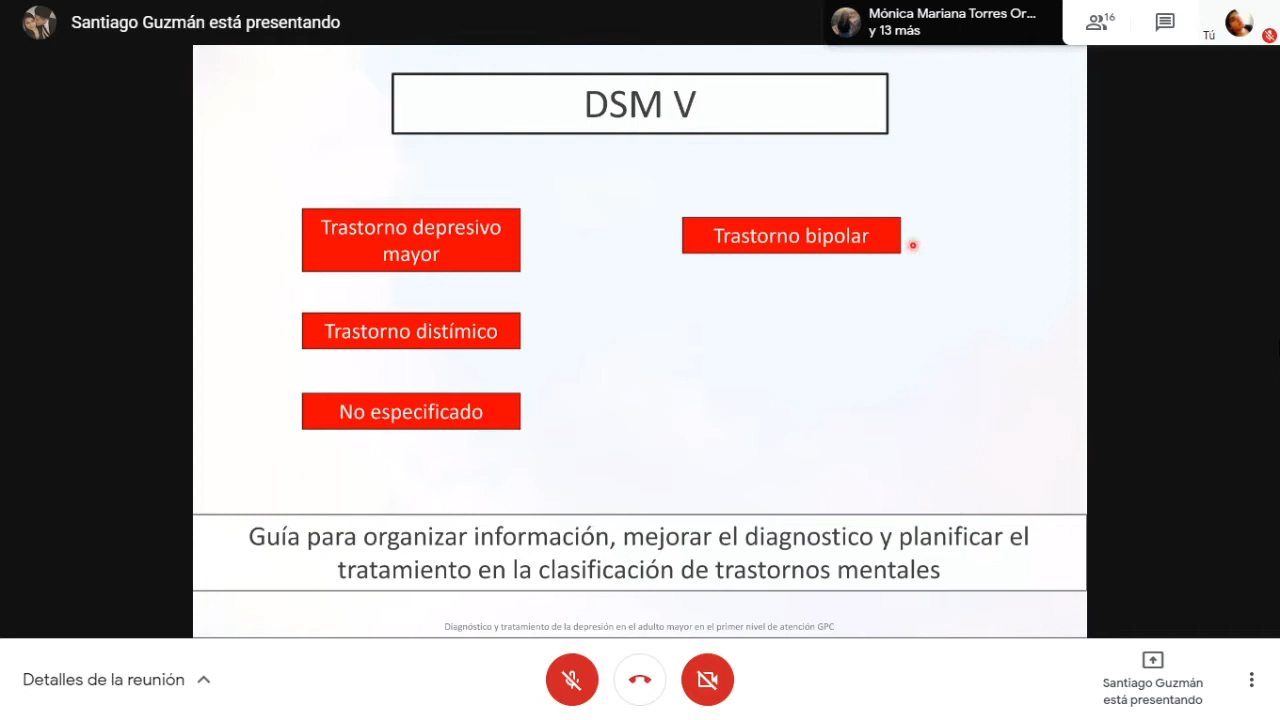 Santiago Guzmán está presentando
Mónica Mariana Torres Or...
y 13 más
16
Tú
DSM V
Trastorno depresivo
mayor
Trastorno bipolar
Trastorno distímico
No especificado
Guía para organizar información, mejorar el diagnostico y planificar el
tratamiento en la clasificación de trastornos mentales
Diagnóstico y tratamiento de la depresión en el adulto mayor en el primer nivel de atención GPC
Detalles de la reunión
Santiago Guzmán
está presentando